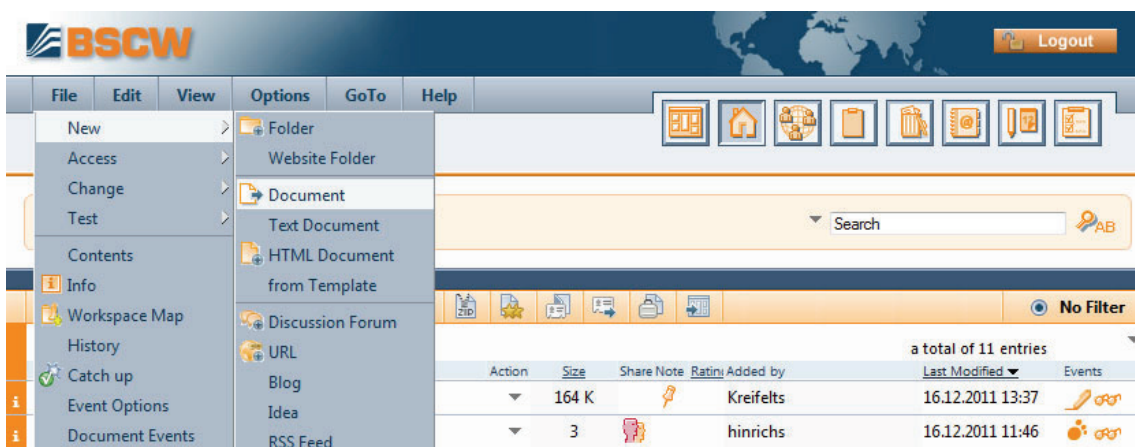 BSCW
Logout
File Edit View Options GoTo Help
New
Access
Change
Test
Contents
Info
Workspace Map
History
Catch up
Event Options
Document Events
Folder
Website Folder
Document
Text Document
HTML Document
from Template
Discussion Forum
URL
Blog
Idea
RSS Feed
@
12
Search
AB
ZIP
No Filter
a total of 11 entries
Action Size Share Note Rating Added by Last Modified Events
164 K Kreifelts 16.12.2011 13:37
3 hinrichs 16.12.2011 11:46